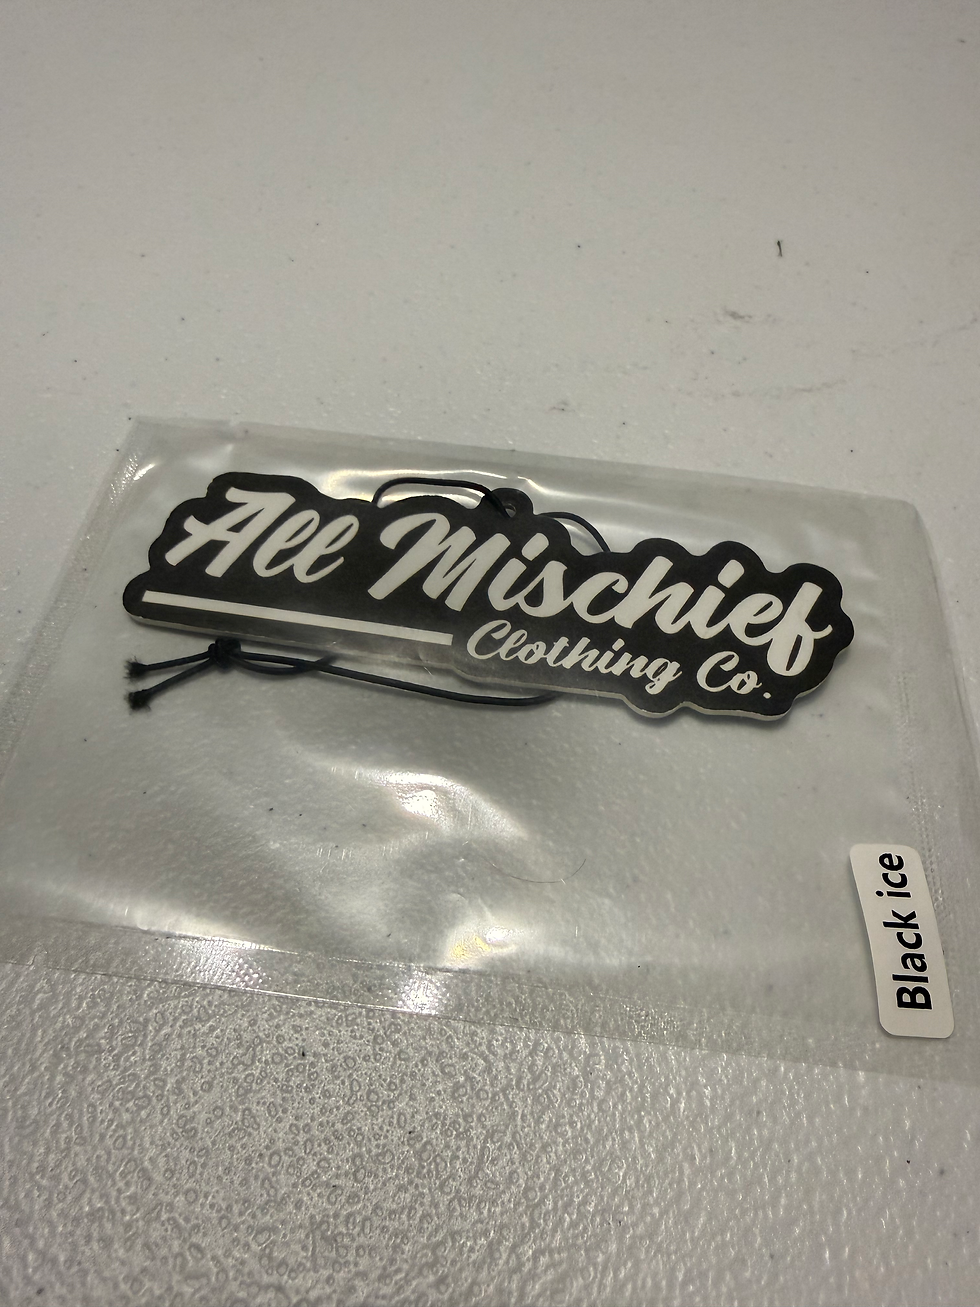 All Mischief
Clothing Co.
Black ice